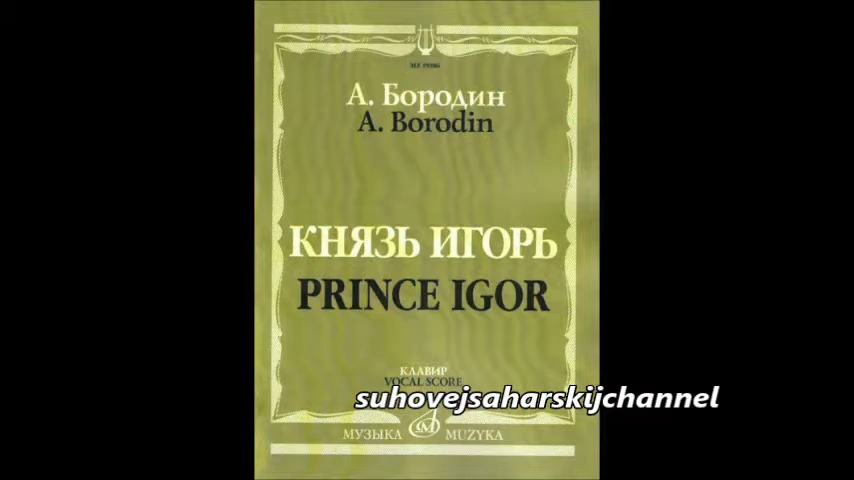 А. Бородин
A. Borodin
КНЯЗЬ ИГОРЬ
PRINCE IGOR
КЛАВИР
VOCAL SCORE
suhovejsaharskijchannel
МУЗЫКА MUZYKA